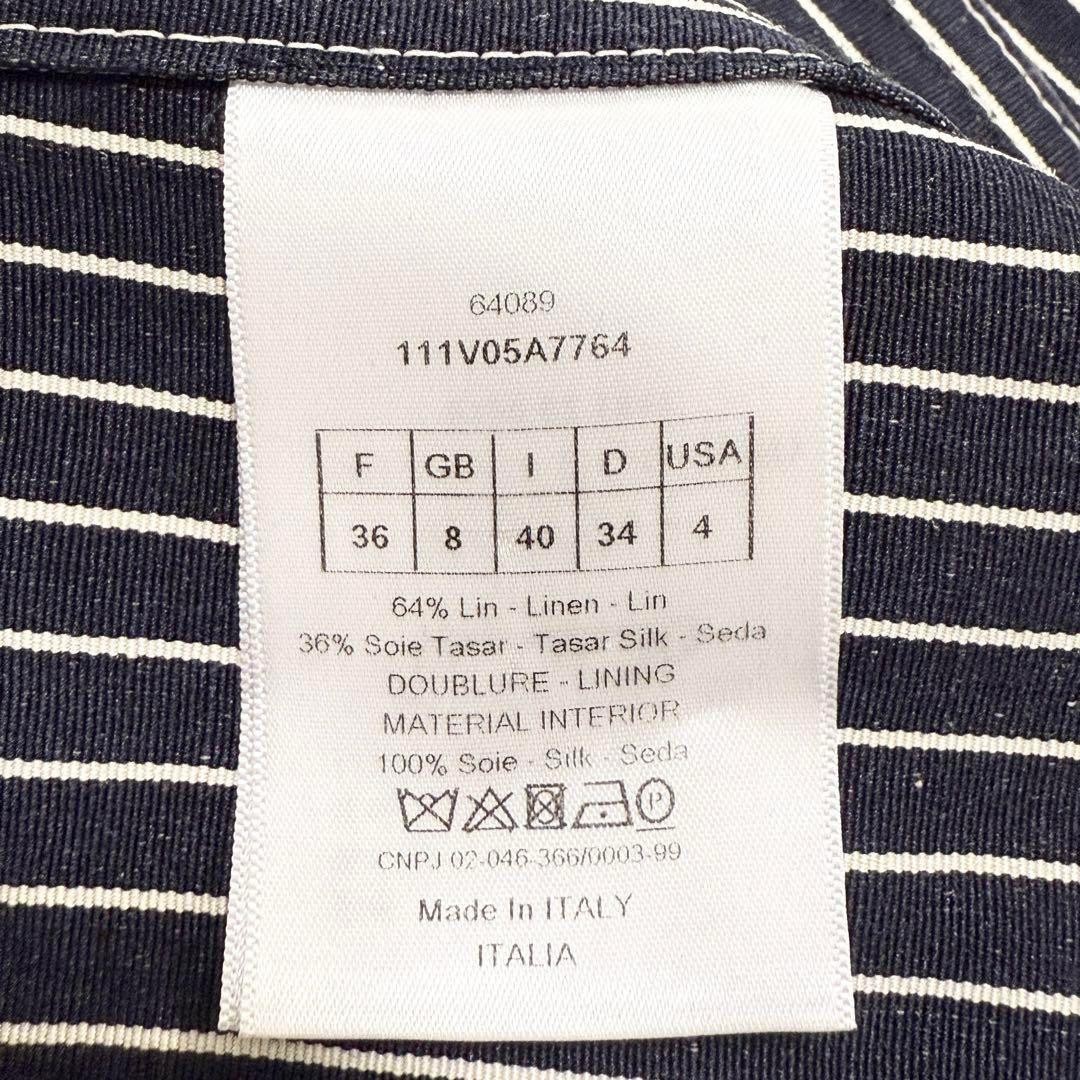 64089
111V05A7764
F GB I D USA
36 8 40 34 4
64% Lin - Linen - Lin
36% Soie Tasar - Tasar Silk - Seda
DOUBLURE - LINING
MATERIAL INTERIOR
100% Soie - Silk - Seda
P
CNPJ 02-046-366/0003-99
Made In ITALY
ITALIA